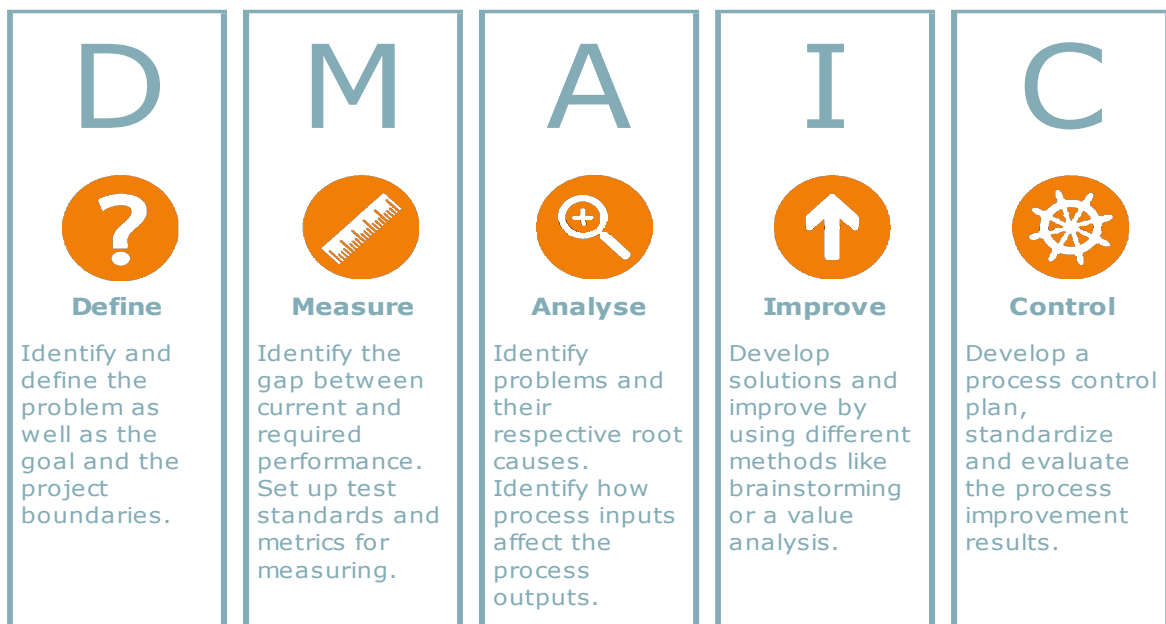 D
Define
Identify and
define the
problem as
well as the
goal and the
project
boundaries.
M
Measure
Identify the
gap between
current and
required
performance.
Set up test
standards and
metrics for
measuring.
A
Analyse
Identify
problems and
their
respective root
causes.
Identify how
process inputs
affect the
process
outputs.
I
Improve
Develop
solutions and
improve by
using different
methods like
brainstorming
or a value
analysis.
C
Control
Develop a
process control
plan,
standardize
and evaluate
the process
improvement
results.